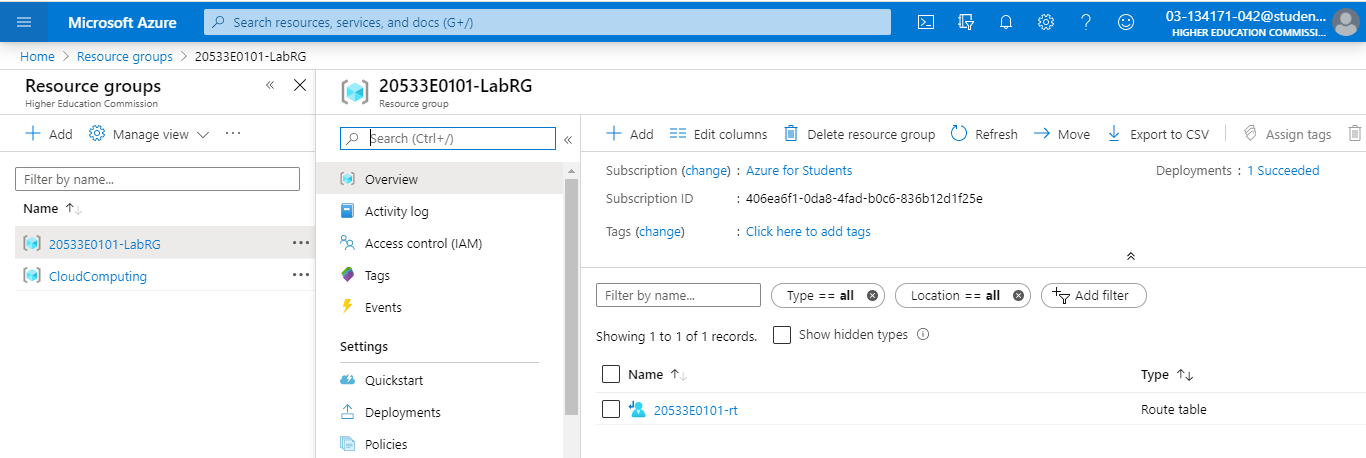 Microsoft Azure
Search resources, services, and docs (G+/)
03-134171-042@studen...
HIGHER EDUCATION COMMISSI...
Home > Resource groups > 20533E0101-LabRG
Resource groups
Higher Education Commission
Add Manage view ...
Filter by name...
Name
20533E0101-LabRG
CloudComputing
20533E0101-LabRG
Resource group
Search (Ctrl+/)
Overview
Activity log
Access control (IAM)
Tags
Events
Settings
Quickstart
Deployments
Policies
Add Edit columns Delete resource group Refresh Move Export to CSV Assign tags
Subscription (change) : Azure for Students
Deployments : 1 Succeeded
Subscription ID : 406ea6f1-0da8-4fad-b0c6-836b12d1f25e
Tags (change) : Click here to add tags
Filter by name... Type == all Location == all Add filter
Showing 1 to 1 of 1 records. Show hidden types
Name Type
20533E0101-rt Route table